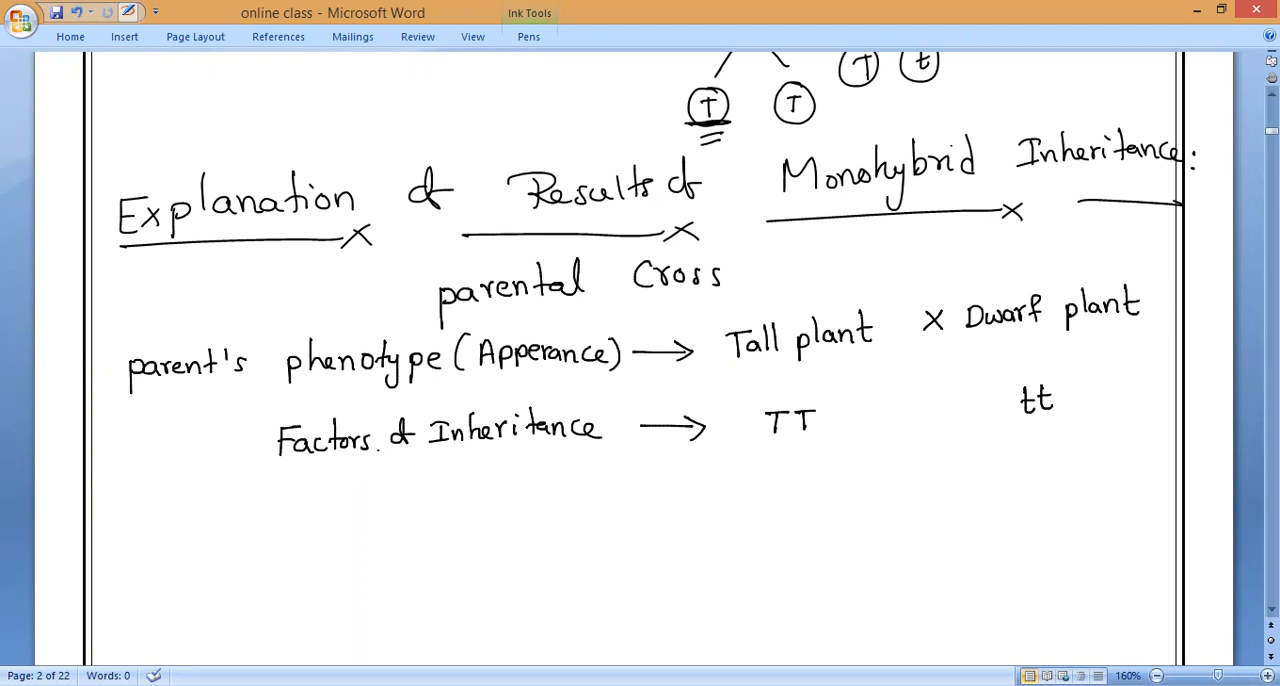 online class - Microsoft Word
Ink Tools
Home Insert Page Layout References Mailings Review View Pens
T t
T T
Explanation of Results of Monohybrid Inheritance:
parental Cross
parent's phenotype (Apperance) → Tall plant × Dwarf plant
Factors of Inheritance → TT tt
Page: 2 of 22 Words: 0 160%